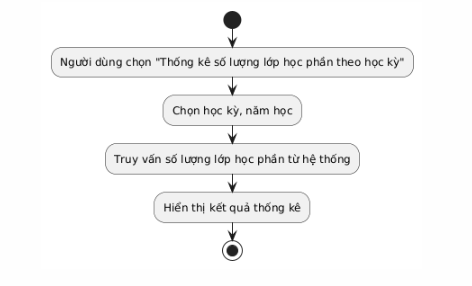 Người dùng chọn "Thống kê số lượng lớp học phần theo học kỳ"
Chọn học kỳ, năm học
Truy vấn số lượng lớp học phần từ hệ thống
Hiển thị kết quả thống kê